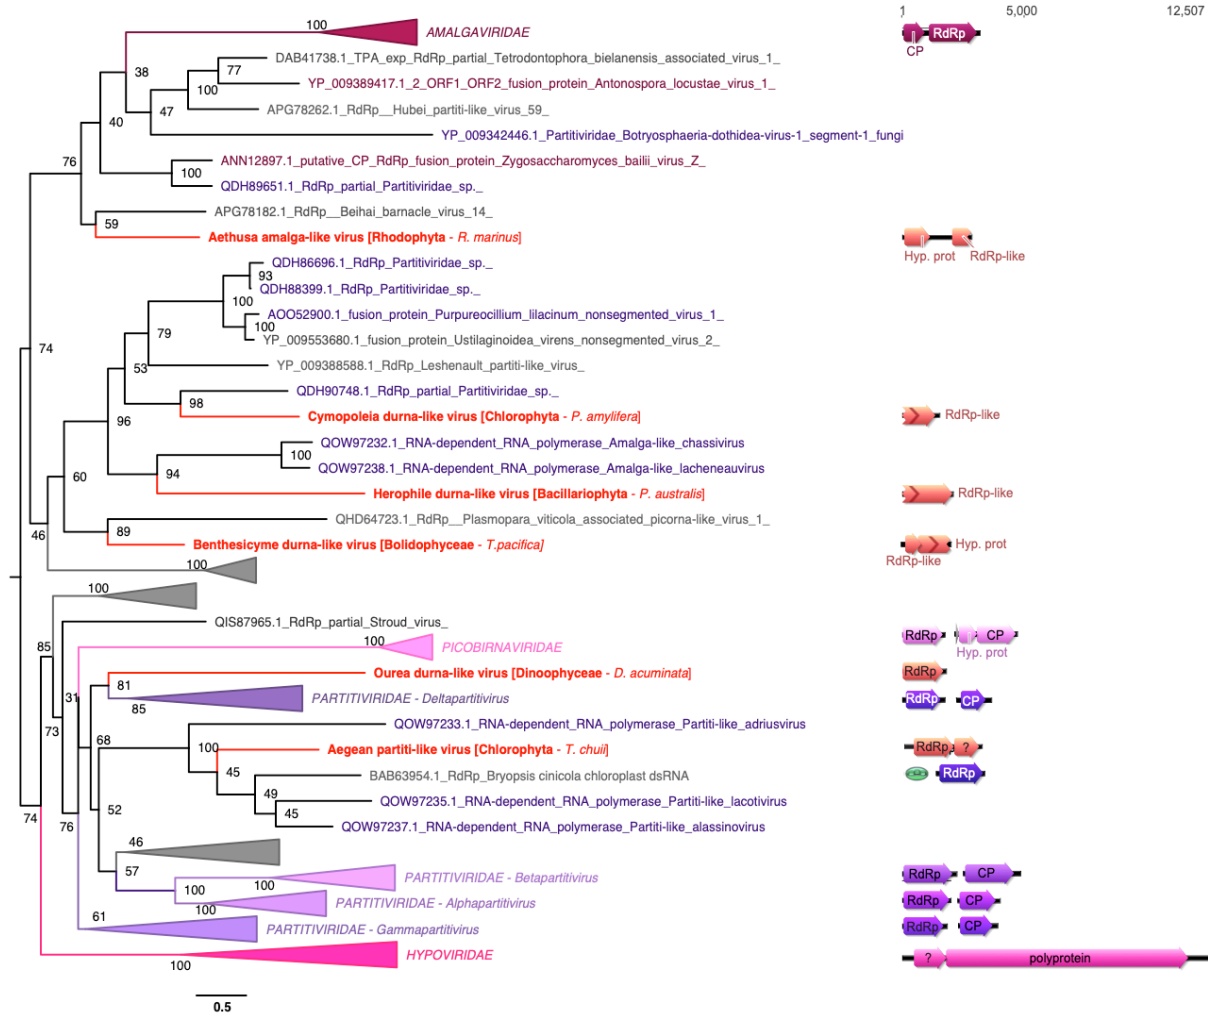 1 5,000 12,507
100 AMALGAVIRIDAE RdRp
CP
DAB41738.1_TPA_exp_RdRp_partial_Tetrodontophora_bielanensis_associated_virus_1_
77
38
YP_009389417.1_2_ORF1_ORF2_fusion_protein_Antonospora_locustae_virus_1_
100
APG78262.1_RdRp__Hubei_partiti-like_virus_59_
47
40
YP_009342446.1_Partitiviridae_Botryosphaeria-dothidea-virus-1_segment-1_fungi
76
ANN12897.1_putative_CP_RdRp_fusion_protein_Zygosaccharomyces_bailii_virus_Z_
100
QDH89651.1_RdRp_partial_Partitiviridae_sp._
APG78182.1_RdRp__Beihai_barnacle_virus_14_
59
Aethusa amalga-like virus [Rhodophyta - R. marinus]
Hyp. prot RdRp-like
QDH86696.1_RdRp_Partitiviridae_sp._
93
QDH88399.1_RdRp_Partitiviridae_sp._
100
AOO52900.1_fusion_protein_Purpureocillium_lilacinum_nonsegmented_virus_1_
100
79
YP_009553680.1_fusion_protein_Ustilaginoidea_virens_nonsegmented_virus_2_
74
YP_009388588.1_RdRp_Leshenault_partiti-like_virus_
53
QDH90748.1_RdRp_partial_Partitiviridae_sp._
98
Cymopoleia durna-like virus [Chlorophyta - P. amylifera] RdRp-like
96
QOW97232.1_RNA-dependent_RNA_polymerase_Amalga-like_chassivirus
100
QOW97238.1_RNA-dependent_RNA_polymerase_Amalga-like_lacheneauvirus
94
60
Herophile durna-like virus [Bacillariophyta - P. australis] RdRp-like
QHD64723.1_RdRp__Plasmopara_viticola_associated_picorna-like_virus_1_
89
46
Benthesicyme durna-like virus [Bolidophyceae - T.pacifica] Hyp. prot
RdRp-like
100
100
QIS87965.1_RdRp_partial_Stroud_virus_
85
100 PICOBIRNAVIRIDAE RdRp CP
Hyp. prot
Ourea durna-like virus [Dinoophyceae - D. acuminata] RdRp
81
31
PARTITIVIRIDAE - Deltapartitivirus RdRp CP
85
QOW97233.1_RNA-dependent_RNA_polymerase_Partiti-like_adriusvirus
73
68
100
Aegean partiti-like virus [Chlorophyta - T. chuii] RdRp ?
45
BAB63954.1_RdRp_Bryopsis cinicola chloroplast dsRNA RdRp
49
QOW97235.1_RNA-dependent_RNA_polymerase_Partiti-like_lacotivirus
52
45
74
76
QOW97237.1_RNA-dependent_RNA_polymerase_Partiti-like_alassinovirus
46
57
100 PARTITIVIRIDAE - Betapartitivirus RdRp CP
100
PARTITIVIRIDAE - Alphapartitivirus RdRp CP
100
61
PARTITIVIRIDAE - Gammapartitivirus RdRp CP
HYPOVIRIDAE ? polyprotein
100
0.5